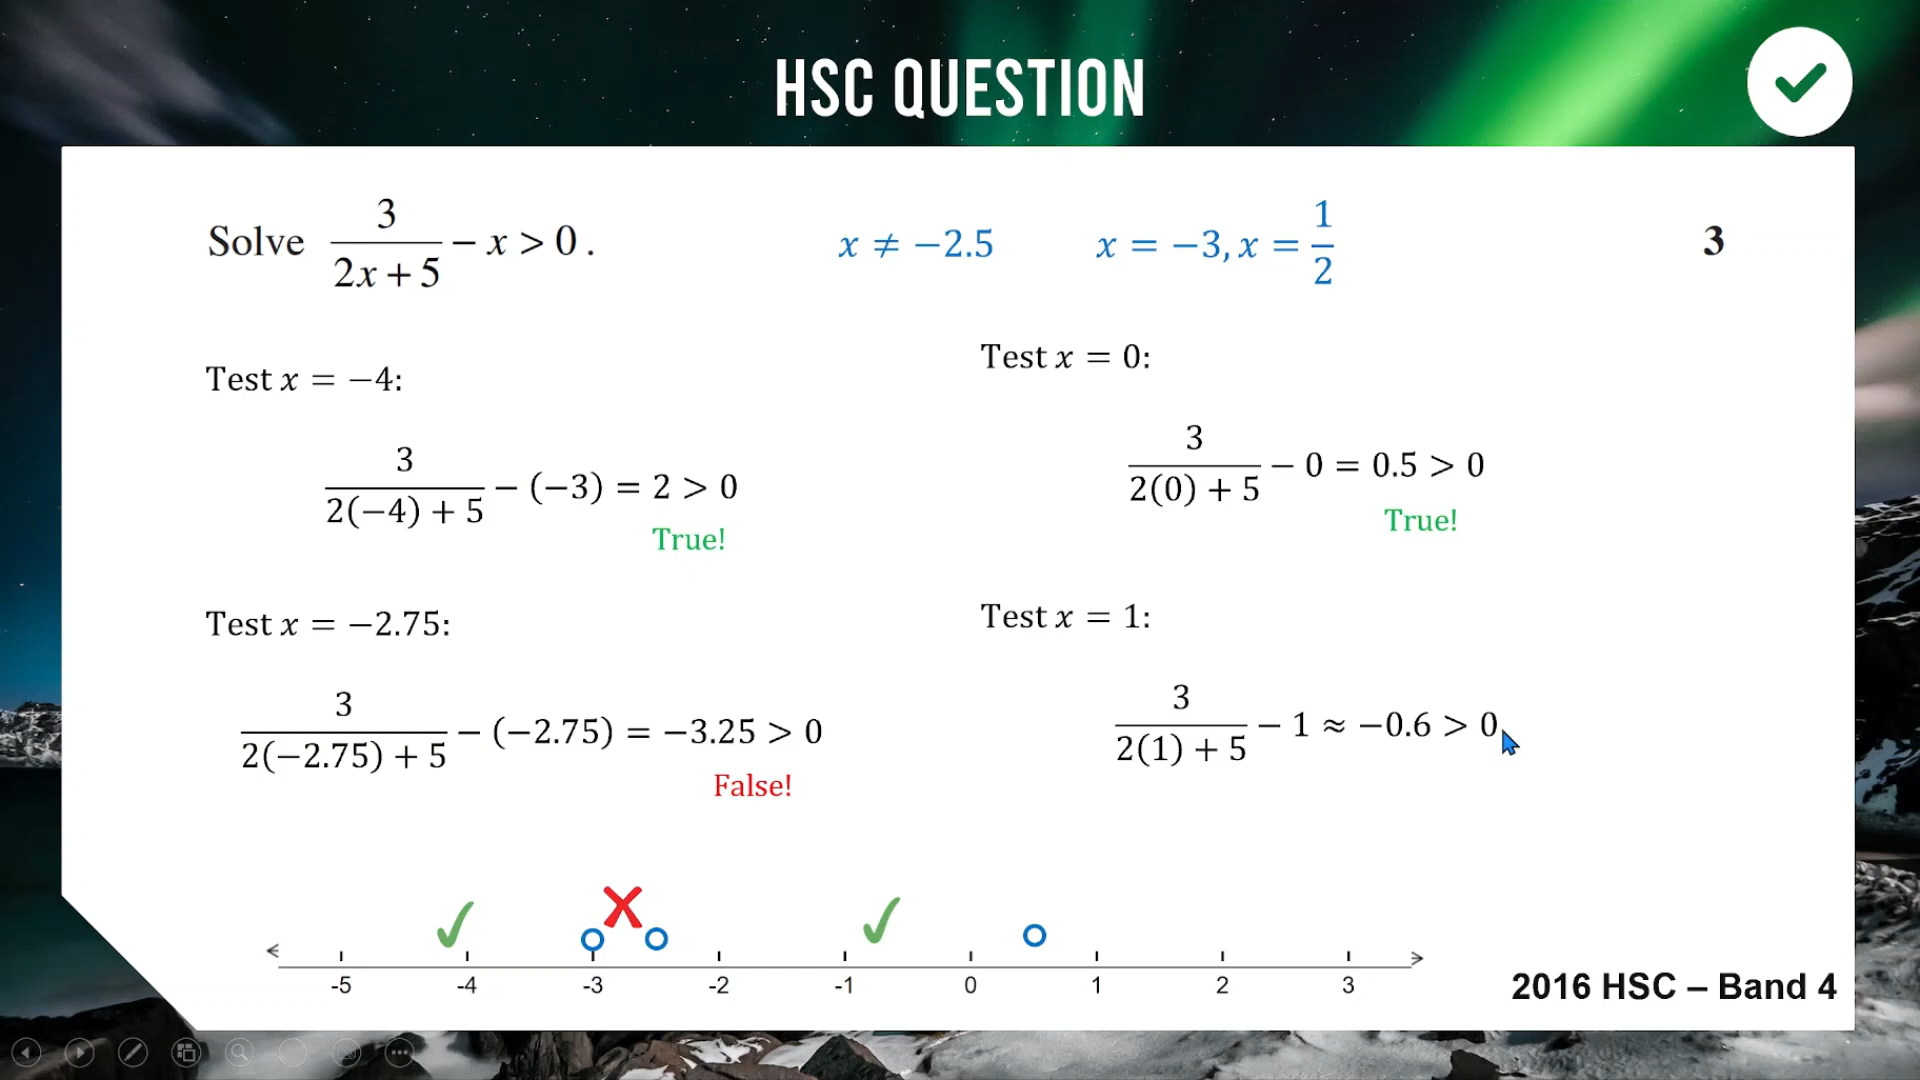 HSC QUESTION
Solve 3/(2x + 5) − x > 0 .
x ≠ −2.5
x = −3, x = 1/2
3
Test x = −4:
3/(2(−4) + 5) − (−3) = 2 > 0
True!
Test x = −2.75:
3/(2(−2.75) + 5) − (−2.75) = −3.25 > 0
False!
Test x = 0:
3/(2(0) + 5) − 0 = 0.5 > 0
True!
Test x = 1:
3/(2(1) + 5) − 1 ≈ −0.6 > 0
-5 -4 -3 -2 -1 0 1 2 3
2016 HSC – Band 4